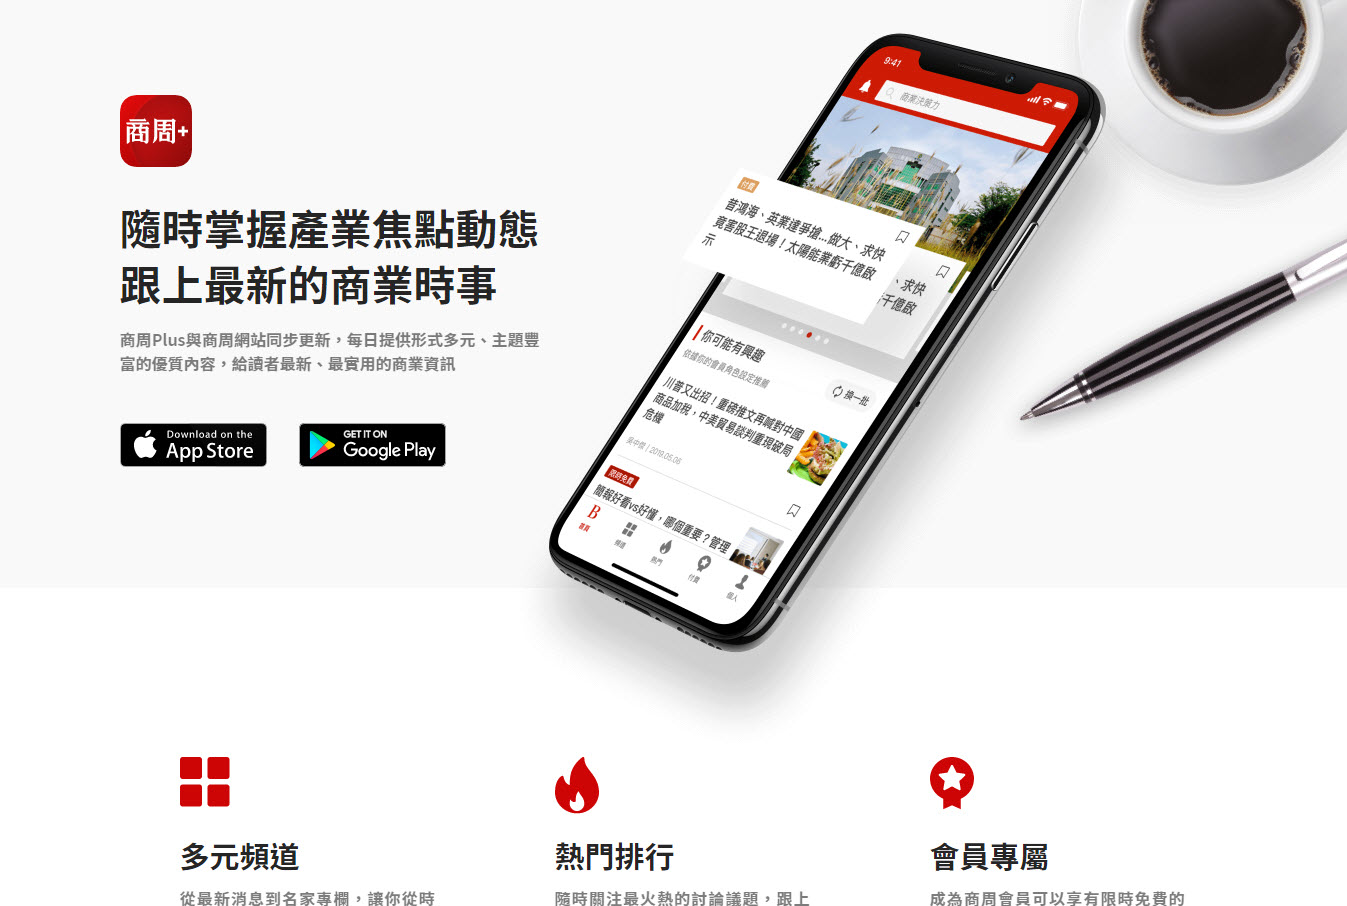 商周+
隨時掌握產業焦點動態
跟上最新的商業時事
商周Plus與商周網站同步更新，每日提供形式多元、主題豐
富的優質內容，給讀者最新、最實用的商業資訊
Download on the
App Store
GET IT ON
Google Play
9:41
商業決策力
付費
昔鴻海、英業達爭搶...做大、求快
竟害股王退場！太陽能業虧千億啟
示
、求快
千億啟
你可能有興趣
依據你的會員角色設定推薦
換一批
川普又出招！重磅推文再喊對中國
商品加稅，中美貿易談判重現破局
危機
吳中傑 | 2019.05.06
限時免費
簡報好看vs好懂，哪個重要？管理
B
首頁
頻道
熱門
付費
個人
多元頻道
從最新消息到名家專欄，讓你從時
熱門排行
隨時關注最火熱的討論議題，跟上
會員專屬
成為商周會員可以享有限時免費的